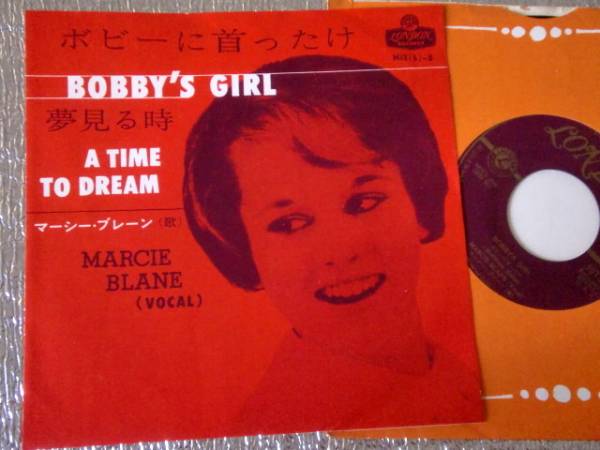 ボビーに首ったけ
LONDON
RECORDS
BOBBY'S GIRL
夢見る時
A TIME
TO DREAM
マーシー・ブレーン(歌)
MARCIE
BLANE
(VOCAL)